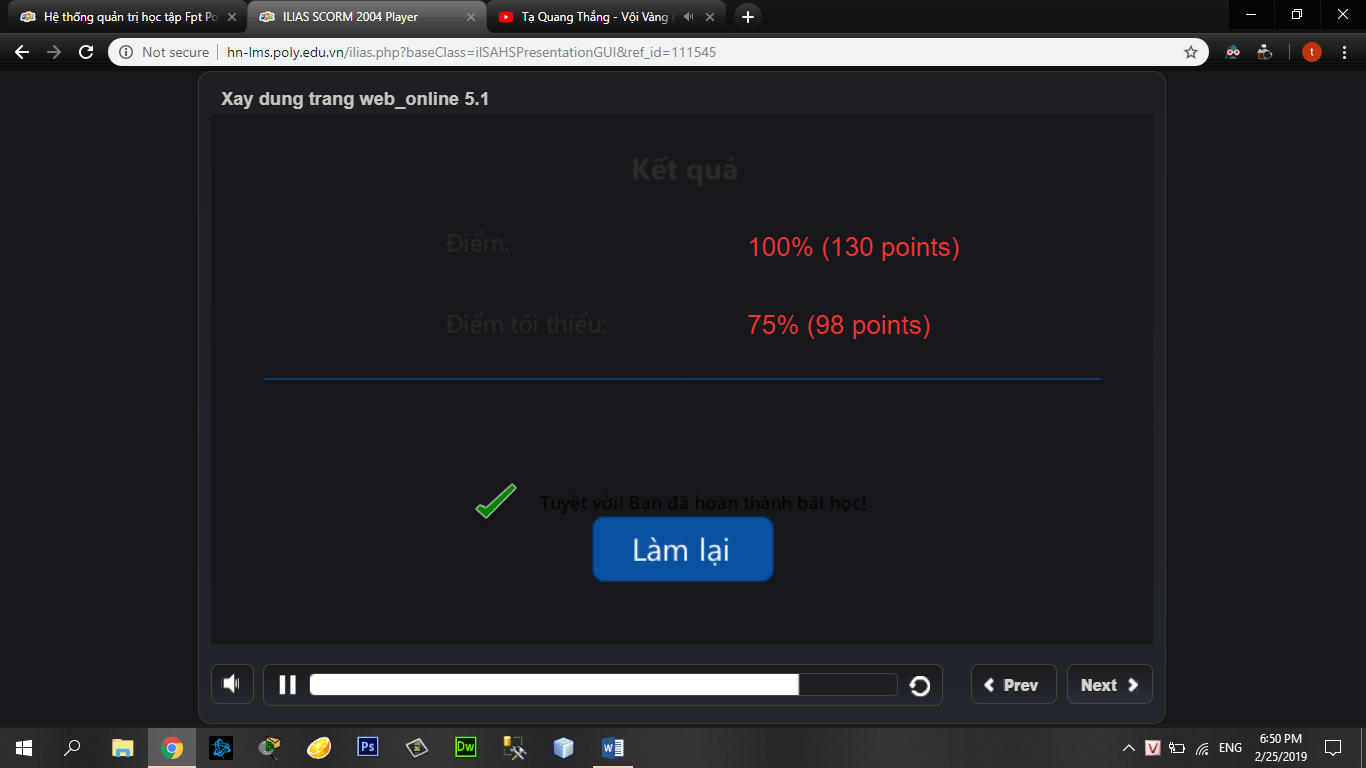 Hệ thống quản trị học tập Fpt Po
ILIAS SCORM 2004 Player
Tạ Quang Thắng - Vội Vàng (
Not secure | hn-lms.poly.edu.vn/ilias.php?baseClass=ilSAHSPresentationGUI&ref_id=111545
t
Xay dung trang web_online 5.1
Kết quả
Điểm: 100% (130 points)
Điểm tối thiểu: 75% (98 points)
Tuyệt vời! Bạn đã hoàn thành bài học!
Làm lại
Prev
Next
Ps
Dw
V
ENG
6:50 PM
2/25/2019